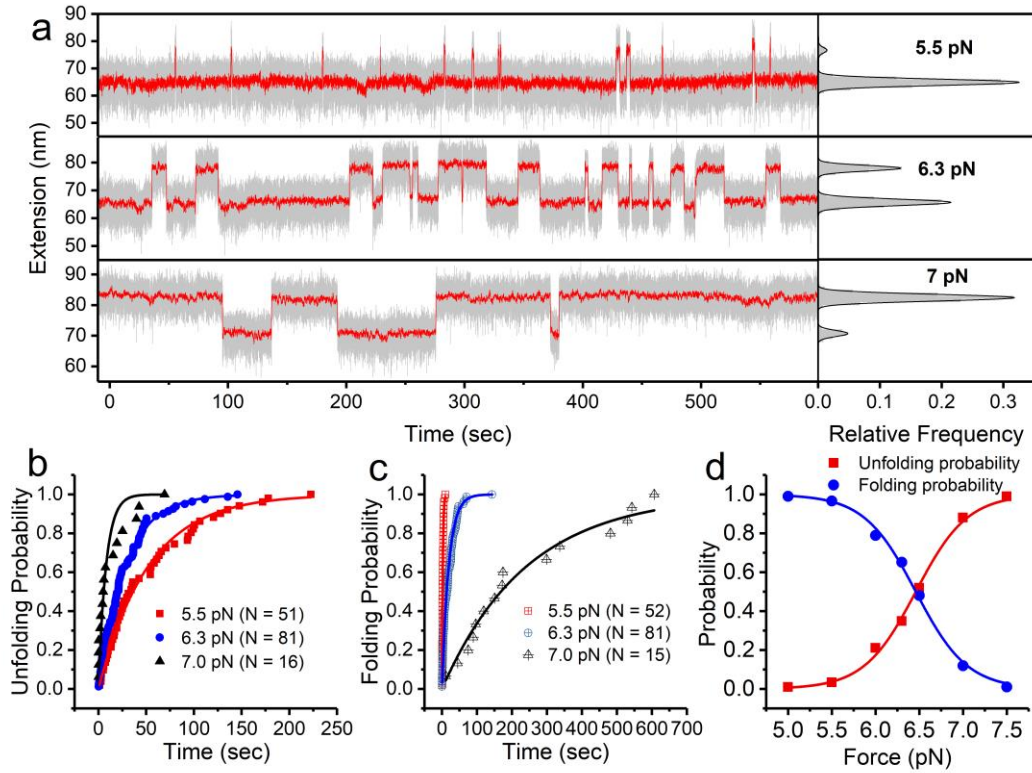 a
90
80
70
60
50
5.5 pN
Extension (nm)
80
70
60
50
6.3 pN
90
80
70
60
7 pN
0 100 200 300 400 500
0.0 0.1 0.2 0.3
Time (sec)
Relative Frequency
b
Unfolding Probability
1.0
0.8
0.6
0.4
0.2
0.0
5.5 pN (N = 51)
6.3 pN (N = 81)
7.0 pN (N = 16)
0 50 100 150 200 250
Time (sec)
c
Folding Probability
1.0
0.8
0.6
0.4
0.2
0.0
5.5 pN (N = 52)
6.3 pN (N = 81)
7.0 pN (N = 15)
0 100 200 300 400 500 600 700
Time (sec)
d
Unfolding probability
Folding probability
Probability
1.0
0.8
0.6
0.4
0.2
0.0
5.0 5.5 6.0 6.5 7.0 7.5
Force (pN)